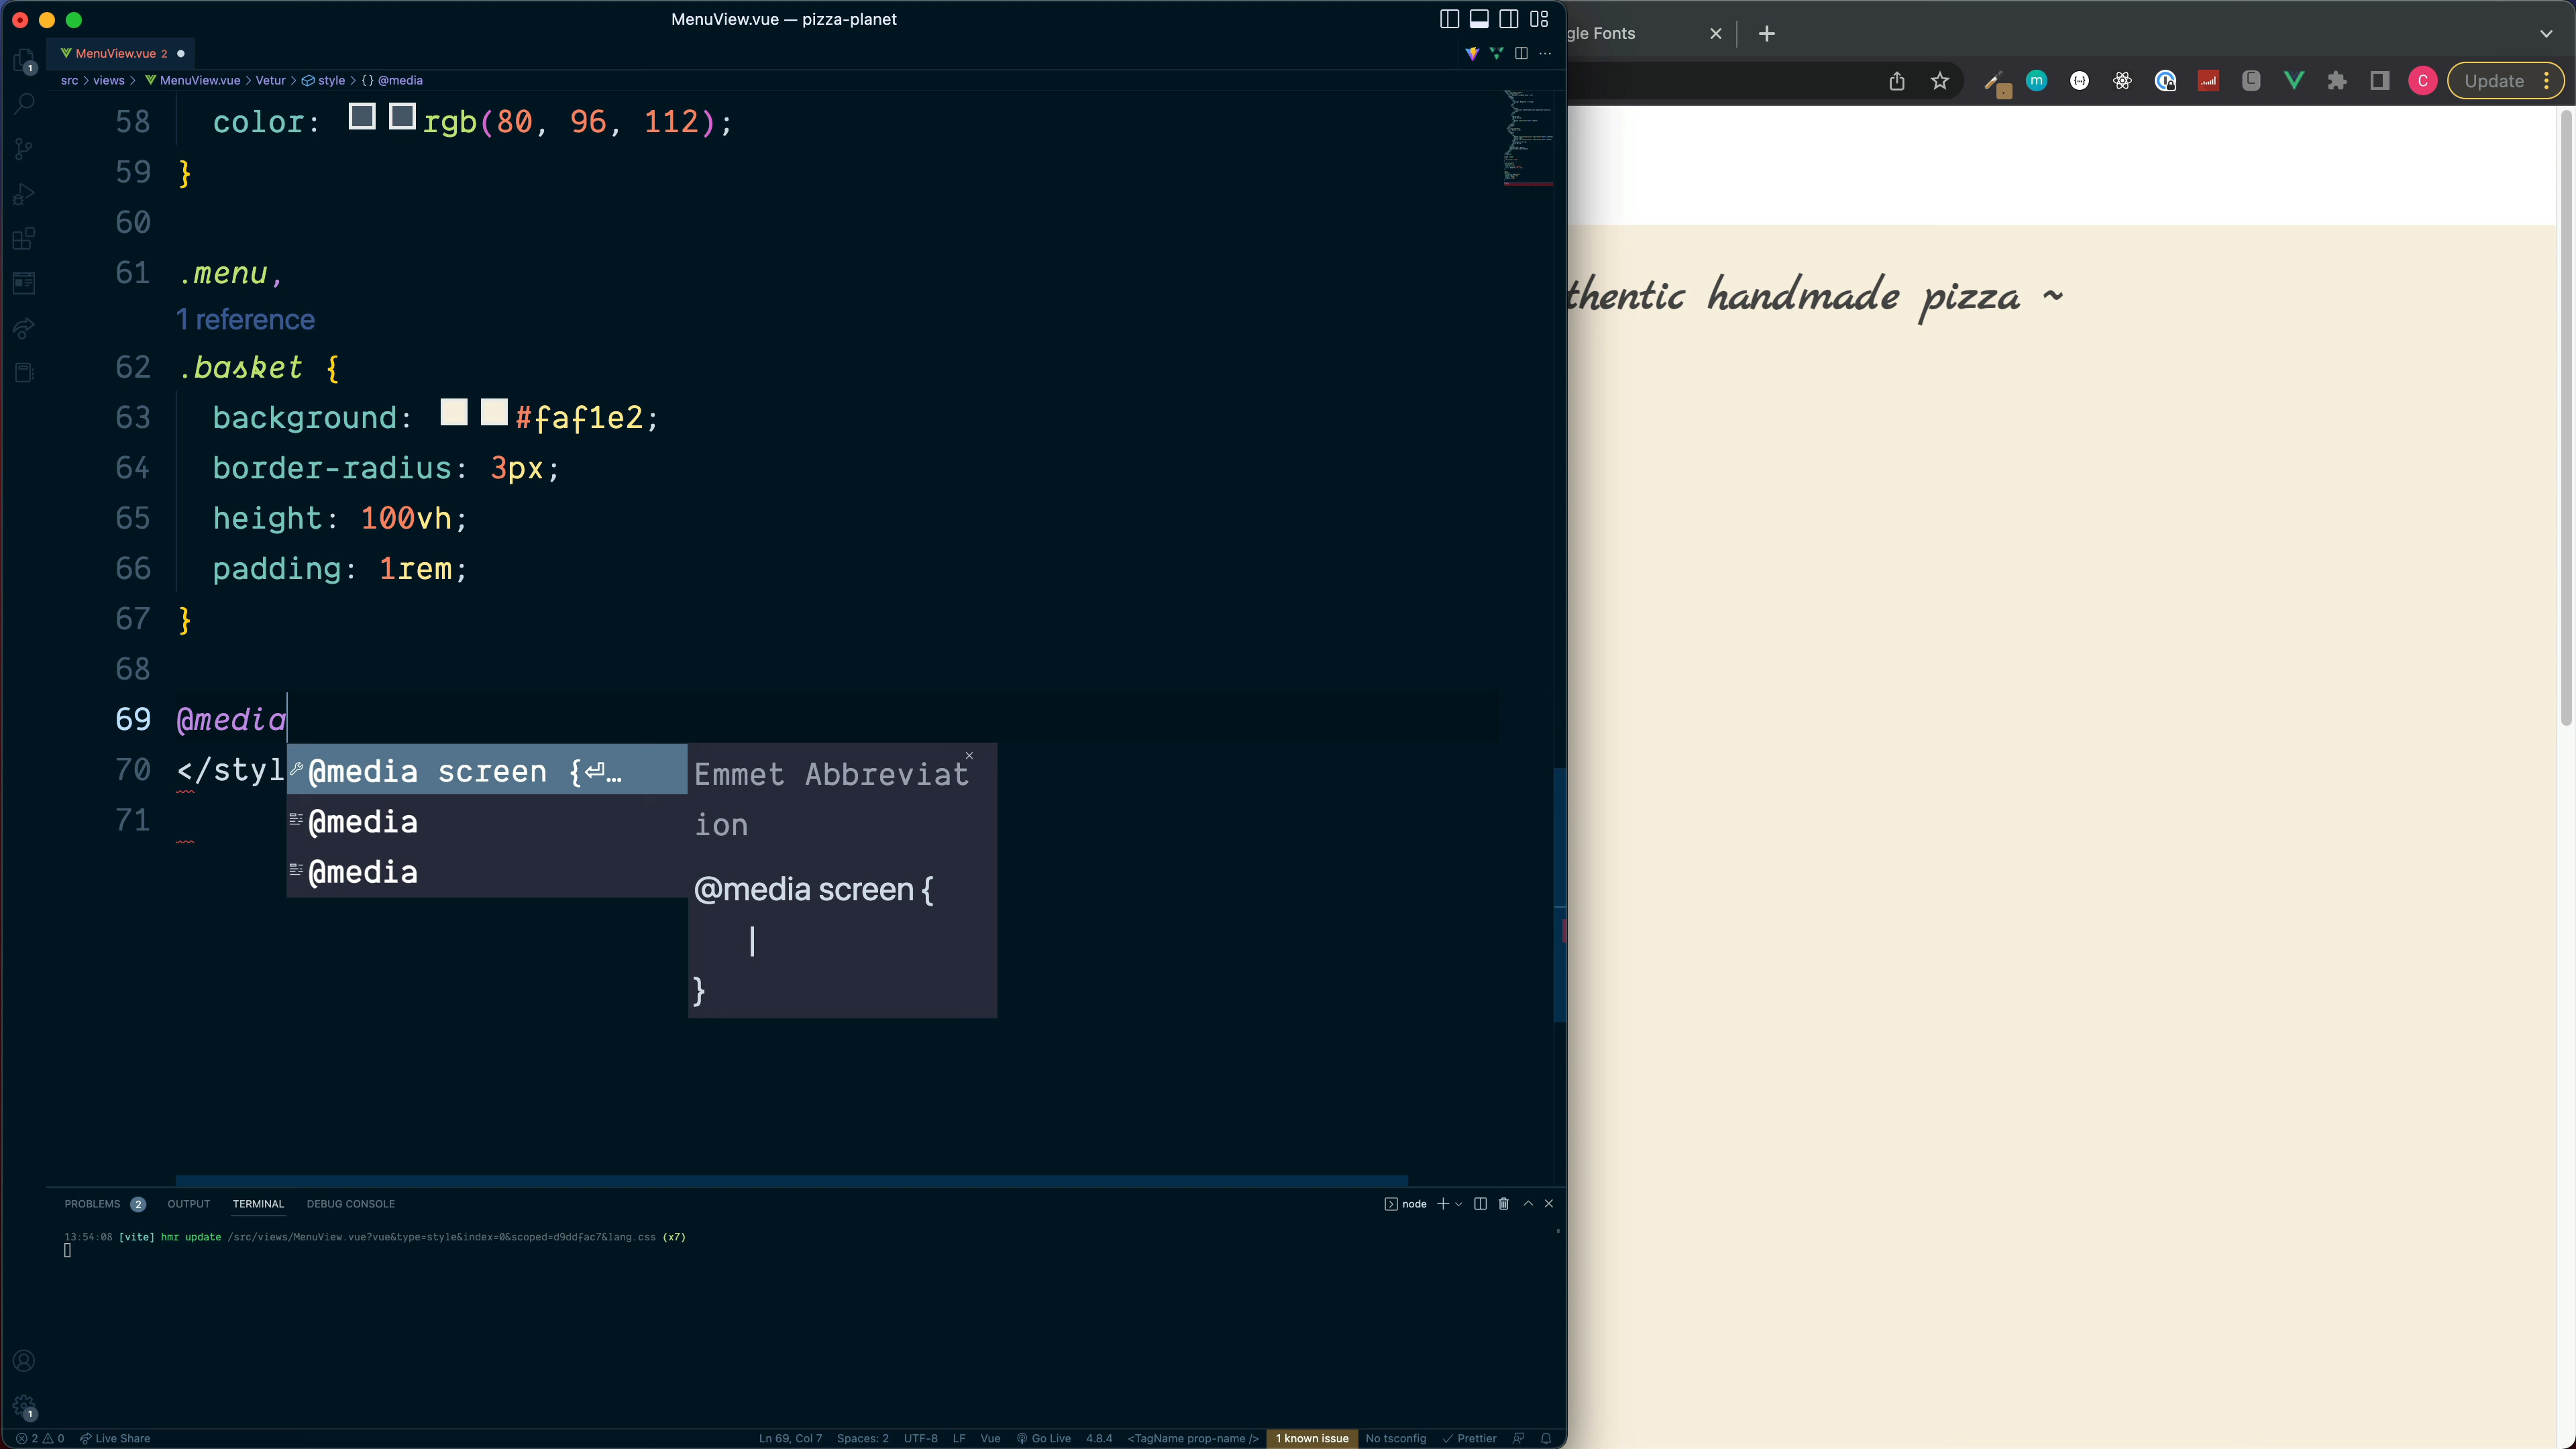 MenuView.vue — pizza-planet
MenuView.vue 2
src > views > MenuView.vue > Vetur > style > {} @media
58 color: rgb(80, 96, 112);
59 }
60
61 .menu,
1 reference
62 .basket {
63 background: #faf1e2;
64 border-radius: 3px;
65 height: 100vh;
66 padding: 1rem;
67 }
68
69 @media
70 </styl
71
@media screen {⏎…
@media
@media
Emmet Abbreviat
ion
@media screen {
|
}
PROBLEMS 2 OUTPUT TERMINAL DEBUG CONSOLE
node
13:54:08 [vite] hmr update /src/views/MenuView.vue?vue&type=style&index=0&scoped=d9ddfac7&lang.css (x7)
1
1
2 0 Live Share
Ln 69, Col 7 Spaces: 2 UTF-8 LF Vue Go Live 4.8.4 <TagName prop-name /> 1 known issue No tsconfig Prettier
gle Fonts
m
C
Update
thentic handmade pizza ~